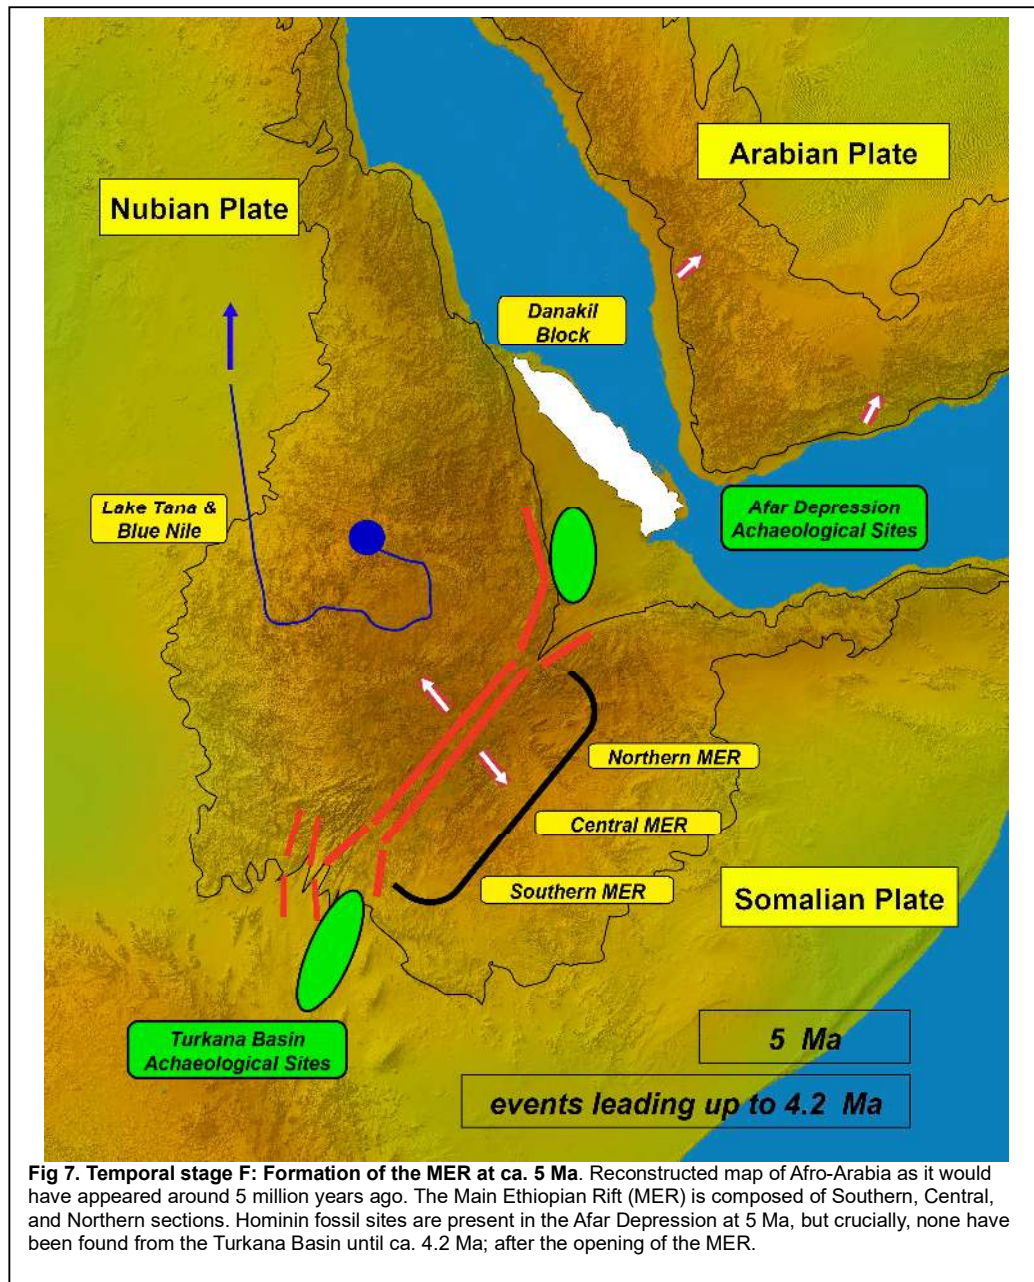 Arabian Plate
Nubian Plate
Danakil
Block
Lake Tana &
Blue Nile
Afar Depression
Achaeological Sites
Northern MER
Central MER
Southern MER
Somalian Plate
Turkana Basin
Achaeological Sites
5 Ma
events leading up to 4.2 Ma
Fig 7. Temporal stage F: Formation of the MER at ca. 5 Ma. Reconstructed map of Afro-Arabia as it would
have appeared around 5 million years ago. The Main Ethiopian Rift (MER) is composed of Southern, Central,
and Northern sections. Hominin fossil sites are present in the Afar Depression at 5 Ma, but crucially, none have
been found from the Turkana Basin until ca. 4.2 Ma; after the opening of the MER.